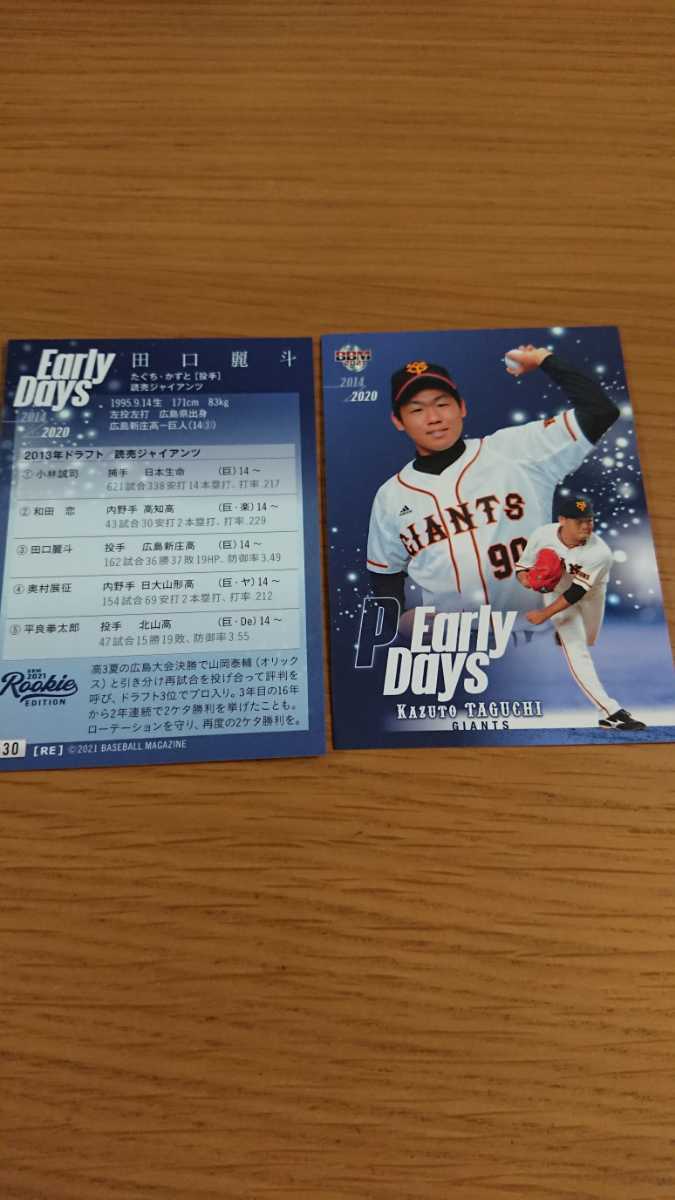 Early
Days
2014
2020
田口麗斗
たぐち・かずと [投手]
読売ジャイアンツ
1995.9.14生 171cm 83kg
左投左打 広島県出身
広島新庄高ー巨人(14③)
2013年ドラフト 読売ジャイアンツ
①小林誠司 捕手 日本生命 (巨)14～
621試合338安打14本塁打、打率.217
②和田 恋 内野手 高知高 (巨・楽)14～
43試合30安打2本塁打、打率.229
③田口麗斗 投手 広島新庄高 (巨)14～
162試合36勝37敗19HP、防御率3.49
④奥村展征 内野手 日大山形高 (巨・ヤ)14～
154試合69安打2本塁打、打率.212
⑤平良拳太郎 投手 北山高 (巨・De)14～
47試合15勝19敗、防御率3.55
BBM
2021
Rookie
EDITION
高3夏の広島大会決勝で山岡泰輔(オリック
ス)と引き分け再試合を投げ合って評判を
呼び、ドラフト3位でプロ入り。3年目の16年
から2年連続で2ケタ勝利を挙げたことも。
ローテーションを守り、再度の2ケタ勝利を。
30 [RE] ©2021 BASEBALL MAGAZINE
BBM
2021
2014
2020
GIANTS
90
P
Early
Days
KAZUTO TAGUCHI
GIANTS